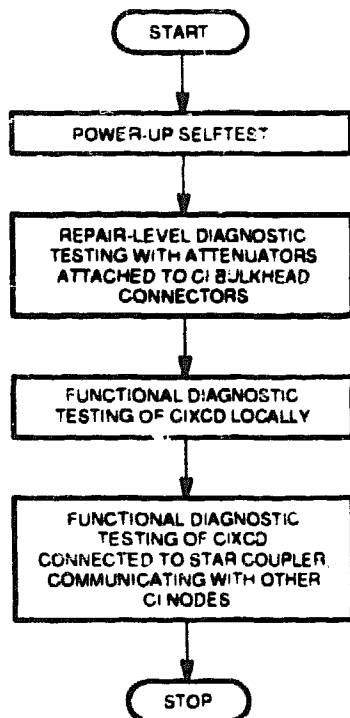 START
POWER-UP SELFTEST
REPAIR-LEVEL DIAGNOSTIC
TESTING WITH ATTENUATORS
ATTACHED TO CI BULKHEAD
CONNECTORS
FUNCTIONAL DIAGNOSTIC
TESTING OF CIXCD LOCALLY
FUNCTIONAL DIAGNOSTIC
TESTING OF CIXCD
CONNECTED TO STAR COUPLER,
COMMUNICATING WITH OTHER
CI NODES
STOP